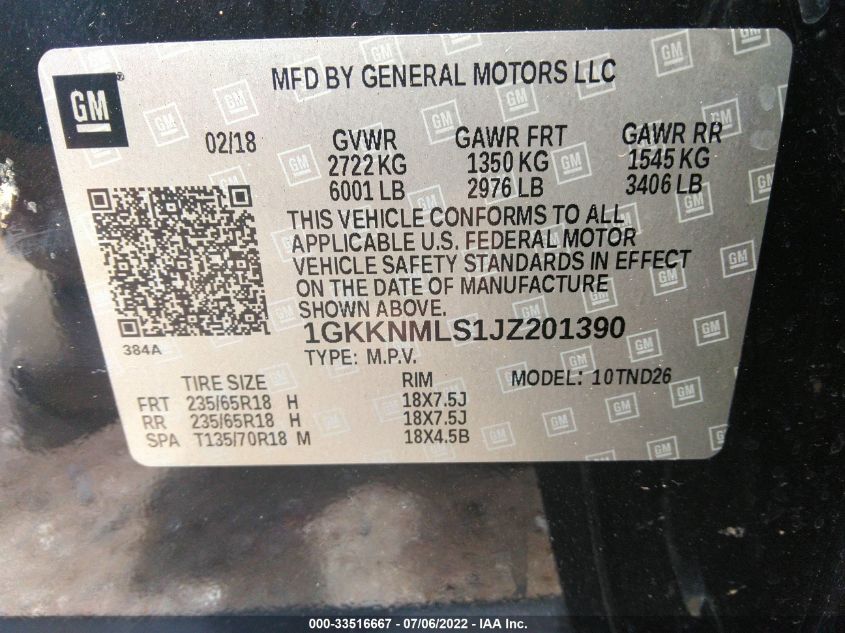 MFD BY GENERAL MOTORS LLC
GM
02/18 GVWR GAWR FRT GAWR RR
2722 KG 1350 KG 1545 KG
6001 LB 2976 LB 3406 LB
THIS VEHICLE CONFORMS TO ALL
APPLICABLE U.S. FEDERAL MOTOR
VEHICLE SAFETY STANDARDS IN EFFECT
ON THE DATE OF MANUFACTURE
SHOWN ABOVE.
384A
1GKKNMLS1JZ201390
TYPE: M.P.V.
TIRE SIZE RIM MODEL: 10TND26
FRT 235/65R18 H 18X7.5J
RR 235/65R18 H 18X7.5J
SPA T135/70R18 M 18X4.5B
000-33516667 - 07/06/2022 - IAA Inc.